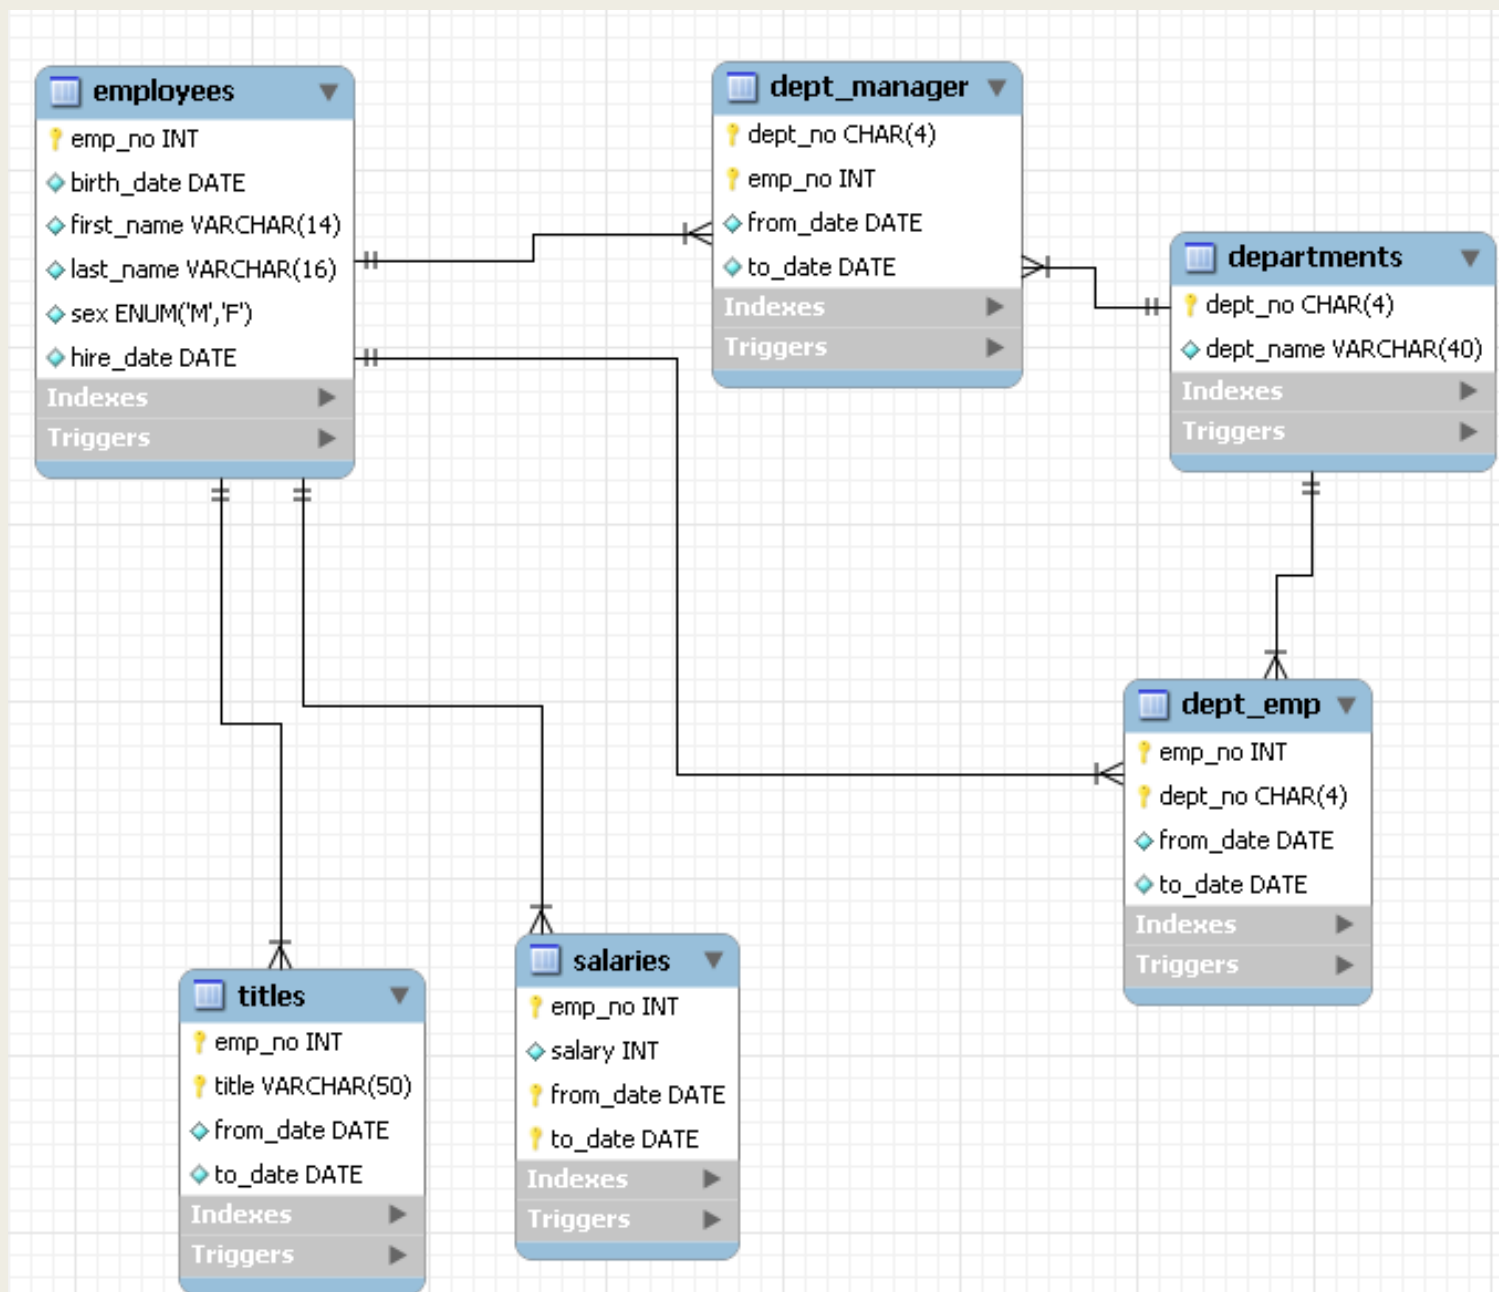 employees
emp_no INT
birth_date DATE
first_name VARCHAR(14)
last_name VARCHAR(16)
sex ENUM('M','F')
hire_date DATE
Indexes
Triggers
dept_manager
dept_no CHAR(4)
emp_no INT
from_date DATE
to_date DATE
Indexes
Triggers
departments
dept_no CHAR(4)
dept_name VARCHAR(40)
Indexes
Triggers
dept_emp
emp_no INT
dept_no CHAR(4)
from_date DATE
to_date DATE
Indexes
Triggers
titles
emp_no INT
title VARCHAR(50)
from_date DATE
to_date DATE
Indexes
Triggers
salaries
emp_no INT
salary INT
from_date DATE
to_date DATE
Indexes
Triggers